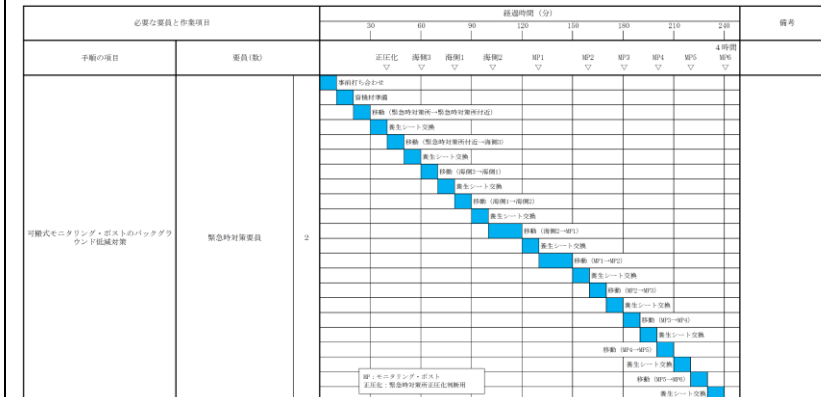 必要な要員と作業項目
経過時間（分）
備考
30 60 90 120 150 180 210 240
4時間
手順の項目
要員(数)
正圧化 海側3 海側1 海側2 MP1 MP2 MP3 MP4 MP5 MP6
▽ ▽ ▽ ▽ ▽ ▽ ▽ ▽ ▽ ▽
可搬式モニタリング・ポストのバックグラ
ウンド低減対策
緊急時対策要員
2
事前打ち合わせ
資機材準備
移動（緊急時対策所→緊急時対策所付近）
養生シート交換
移動（緊急時対策所付近→海側3）
養生シート交換
移動（海側3→海側1）
養生シート交換
移動（海側1→海側2）
養生シート交換
移動（海側2→MP1）
養生シート交換
移動（MP1→MP2）
養生シート交換
移動（MP2→MP3）
養生シート交換
移動（MP3→MP4）
養生シート交換
移動（MP4→MP5）
養生シート交換
移動（MP5→MP6）
養生シート交換
MP：モニタリング・ポスト
正圧化：緊急時対策所正圧化判断用